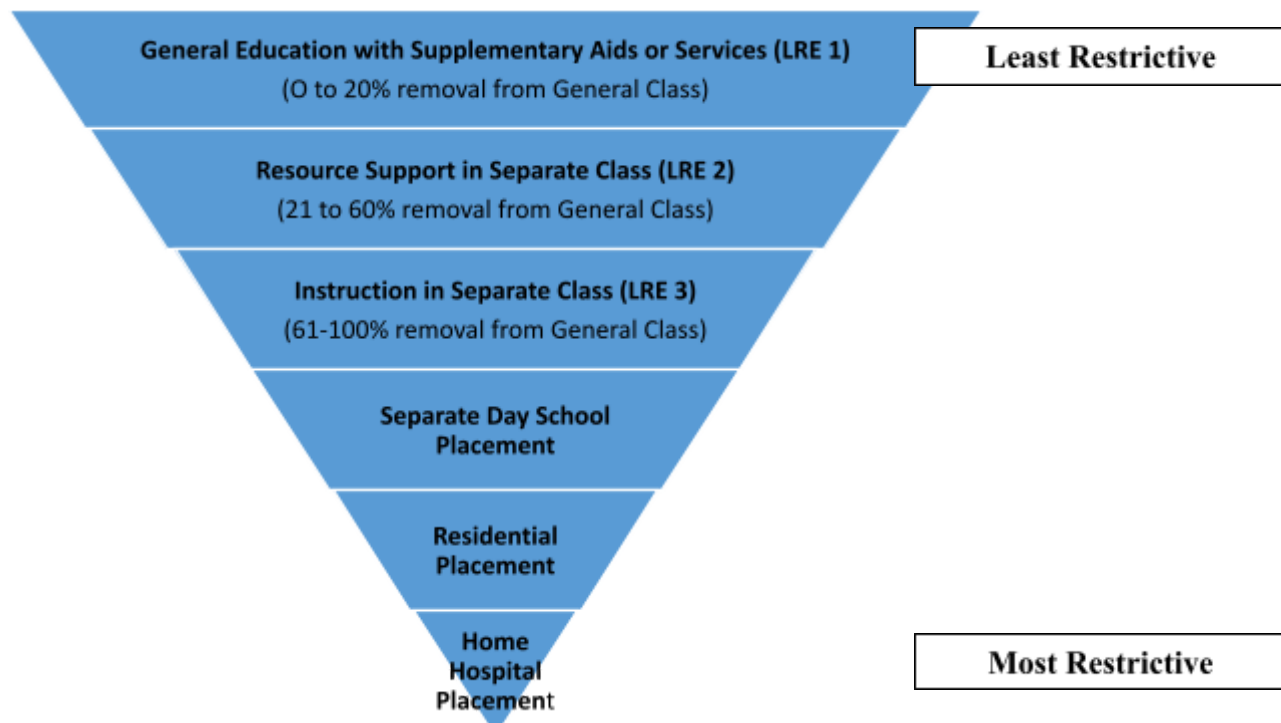 General Education with Supplementary Aids or Services (LRE 1)
(O to 20% removal from General Class)
Least Restrictive
Resource Support in Separate Class (LRE 2)
(21 to 60% removal from General Class)
Instruction in Separate Class (LRE 3)
(61-100% removal from General Class)
Separate Day School
Placement
Residential
Placement
Home
Hospital
Placement
Most Restrictive